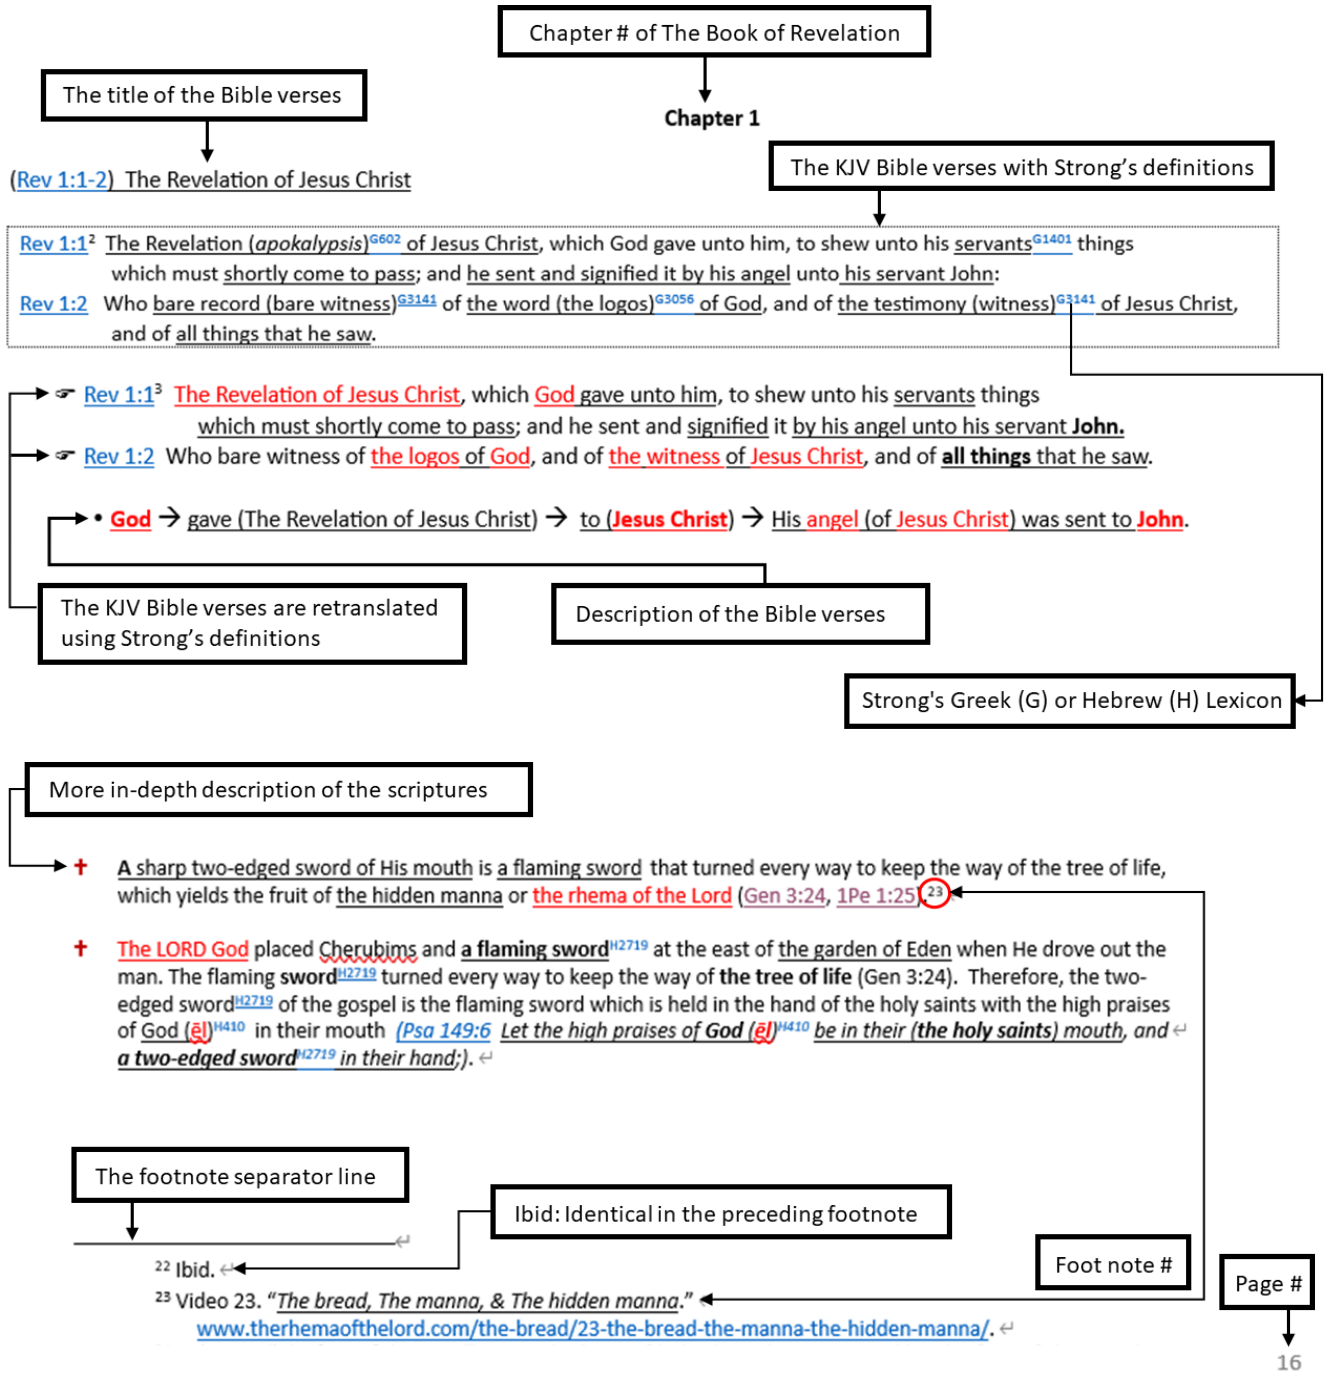 Chapter # of The Book of Revelation
The title of the Bible verses
Chapter 1
The KJV Bible verses with Strong's definitions
(Rev 1:1-2) The Revelation of Jesus Christ
Rev 1:1² The Revelation (apokalypsis)G602 of Jesus Christ, which God gave unto him, to shew unto his servantsG1401 things
which must shortly come to pass; and he sent and signified it by his angel unto his servant John:
Rev 1:2 Who bare record (bare witness)G3141 of the word (the logos)G3056 of God, and of the testimony (witness)G3141 of Jesus Christ,
and of all things that he saw.
☞ Rev 1:1³ The Revelation of Jesus Christ, which God gave unto him, to shew unto his servants things
which must shortly come to pass; and he sent and signified it by his angel unto his servant John.
☞ Rev 1:2 Who bare witness of the logos of God, and of the witness of Jesus Christ, and of all things that he saw.
• God → gave (The Revelation of Jesus Christ) → to (Jesus Christ) → His angel (of Jesus Christ) was sent to John.
The KJV Bible verses are retranslated
using Strong's definitions
Description of the Bible verses
Strong's Greek (G) or Hebrew (H) Lexicon
More in-depth description of the scriptures
✝ A sharp two-edged sword of His mouth is a flaming sword that turned every way to keep the way of the tree of life,
which yields the fruit of the hidden manna or the rhema of the Lord (Gen 3:24, 1Pe 1:25).²³
✝ The LORD God placed Cherubims and a flaming swordH2719 at the east of the garden of Eden when He drove out the
man. The flaming swordH2719 turned every way to keep the way of the tree of life (Gen 3:24). Therefore, the two-
edged swordH2719 of the gospel is the flaming sword which is held in the hand of the holy saints with the high praises
of God (ēl)H410 in their mouth (Psa 149:6 Let the high praises of God (ēl)H410 be in their (the holy saints) mouth, and ↵
a two-edged swordH2719 in their hand;). ↵
The footnote separator line
Ibid: Identical in the preceding footnote
↵
²² Ibid. ↵
Foot note #
Page #
²³ Video 23. “The bread, The manna, & The hidden manna.”
www.therhemaofthelord.com/the-bread/23-the-bread-the-manna-the-hidden-manna/. ↵
16